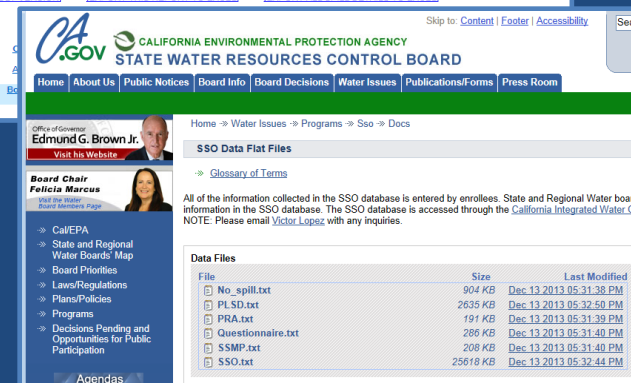 Skip to: Content | Footer | Accessibility
CA
.GOV
CALIFORNIA ENVIRONMENTAL PROTECTION AGENCY
STATE WATER RESOURCES CONTROL BOARD
Home About Us Public Notices Board Info Board Decisions Water Issues Publications/Forms Press Room
Office of Governor
Edmund G. Brown Jr.
Visit his Website
Board Chair
Felicia Marcus
Visit the Water
Board Members Page
Cal/EPA
State and Regional
Water Boards' Map
Board Priorities
Laws/Regulations
Plans/Policies
Programs
Decisions Pending and
Opportunities for Public
Participation
Agendas
Home -» Water Issues -» Programs -» Sso -» Docs
SSO Data Flat Files
-» Glossary of Terms
All of the information collected in the SSO database is entered by enrollees. State and Regional Water boa
information in the SSO database. The SSO database is accessed through the California Integrated Water
NOTE: Please email Victor Lopez with any inquiries.
Data Files
File Size Last Modified
No_spill.txt 904 KB Dec 13 2013 05:31:38 PM
PLSD.txt 2635 KB Dec 13 2013 05:32:50 PM
PRA.txt 191 KB Dec 13 2013 05:31:39 PM
Questionnaire.txt 286 KB Dec 13 2013 05:31:40 PM
SSMP.txt 208 KB Dec 13 2013 05:31:40 PM
SSO.txt 25618 KB Dec 13 2013 05:32:44 PM